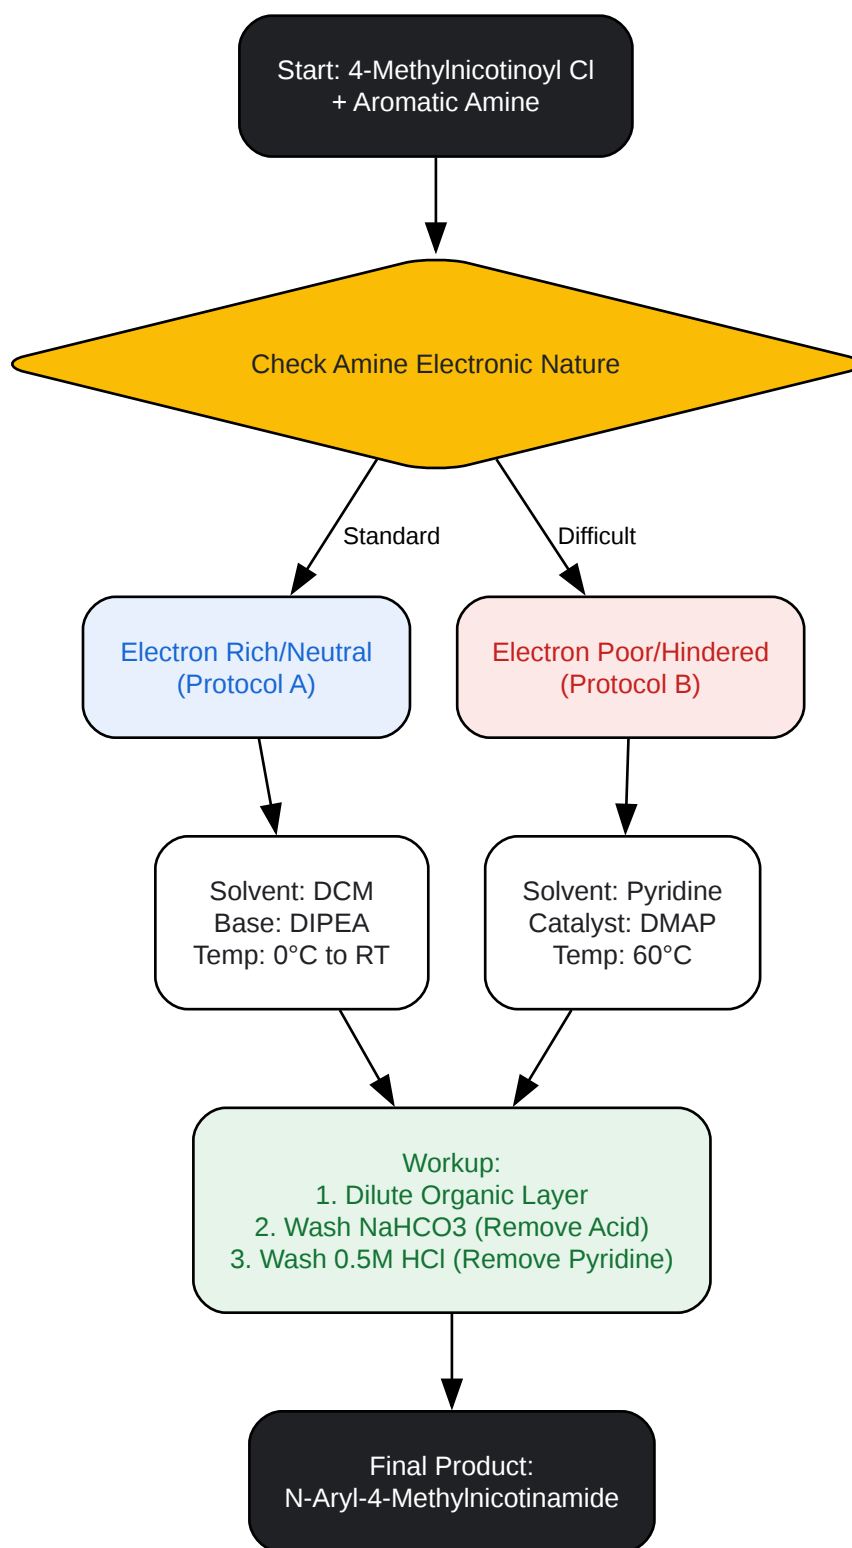 Start: 4-Methylnicotinoyl Cl
+ Aromatic Amine
Check Amine Electronic Nature
Standard
Difficult
Electron Rich/Neutral
(Protocol A)
Electron Poor/Hindered
(Protocol B)
Solvent: DCM
Base: DIPEA
Temp: 0°C to RT
Solvent: Pyridine
Catalyst: DMAP
Temp: 60°C
Workup:
1. Dilute Organic Layer
2. Wash NaHCO3 (Remove Acid)
3. Wash 0.5M HCl (Remove Pyridine)
Final Product:
N-Aryl-4-Methylnicotinamide